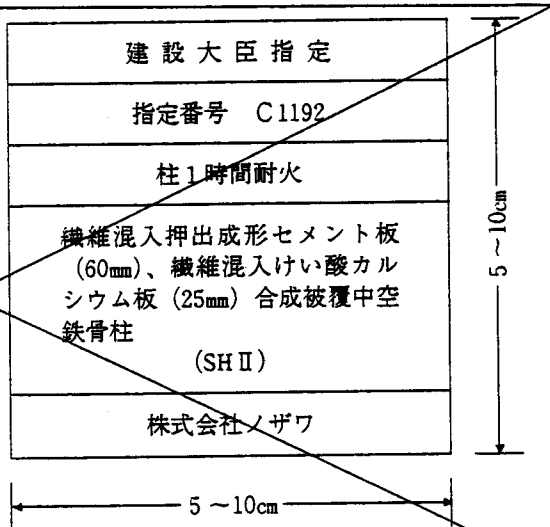 建設大臣指定
指定番号 C1192
柱1時間耐火
繊維混入押出成形セメント板
(60mm)、繊維混入けい酸カル
シウム板(25mm)合成被覆中空
鉄骨柱
(SHⅡ)
株式会社ノザワ
5~10cm
5~10cm